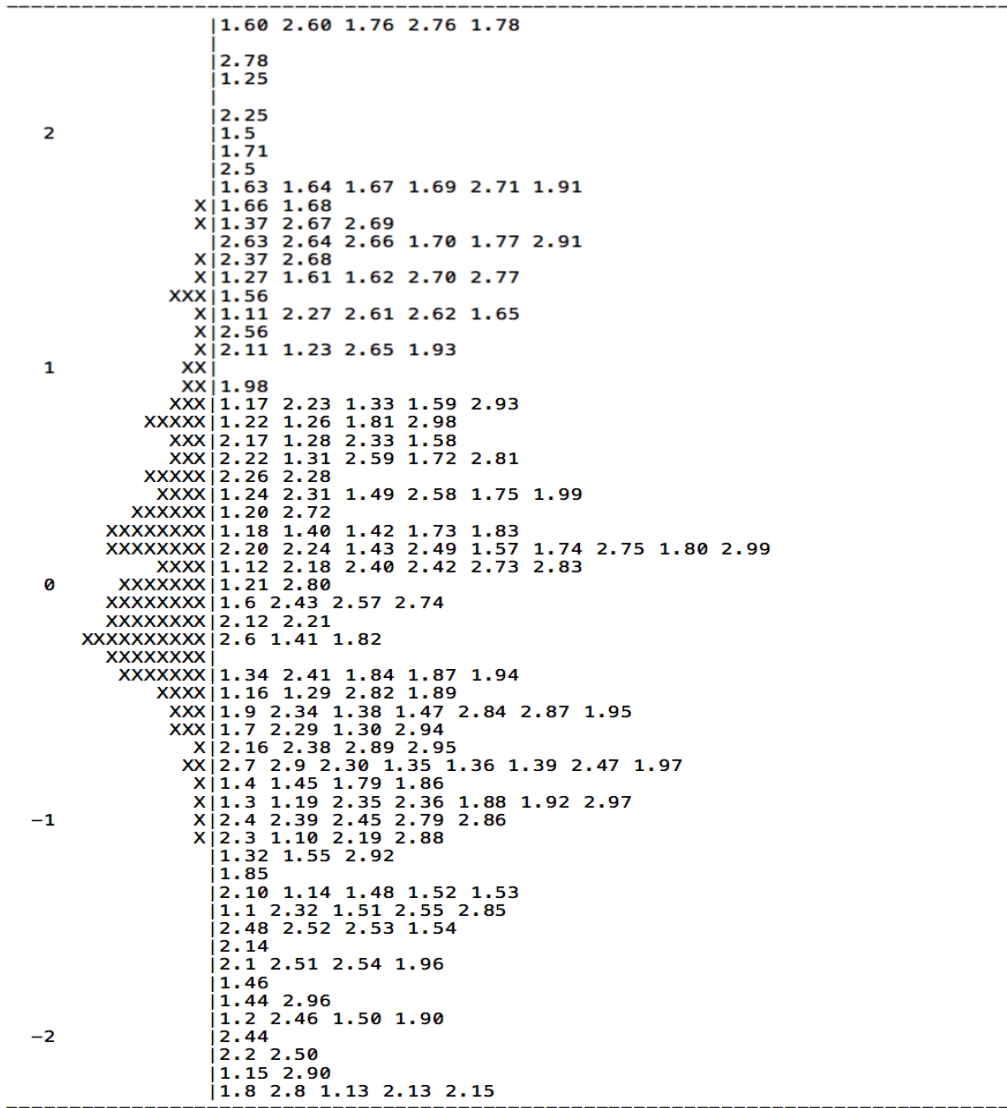 |1.60 2.60 1.76 2.76 1.78
|
|2.78
|1.25
|
|2.25
2 |1.5
|1.71
|2.5
|1.63 1.64 1.67 1.69 2.71 1.91
X|1.66 1.68
X|1.37 2.67 2.69
|2.63 2.64 2.66 1.70 1.77 2.91
X|2.37 2.68
X|1.27 1.61 1.62 2.70 2.77
XXX|1.56
X|1.11 2.27 2.61 2.62 1.65
X|2.56
X|2.11 1.23 2.65 1.93
1 XX|
XX|1.98
XXX|1.17 2.23 1.33 1.59 2.93
XXXXX|1.22 1.26 1.81 2.98
XXX|2.17 1.28 2.33 1.58
XXX|2.22 1.31 2.59 1.72 2.81
XXXXX|2.26 2.28
XXXX|1.24 2.31 1.49 2.58 1.75 1.99
XXXXXX|1.20 2.72
XXXXXXXX|1.18 1.40 1.42 1.73 1.83
XXXXXXXX|2.20 2.24 1.43 2.49 1.57 1.74 2.75 1.80 2.99
XXXX|1.12 2.18 2.40 2.42 2.73 2.83
0 XXXXXXX|1.21 2.80
XXXXXXXX|1.6 2.43 2.57 2.74
XXXXXXXX|2.12 2.21
XXXXXXXXXX|2.6 1.41 1.82
XXXXXXXX|
XXXXXXX|1.34 2.41 1.84 1.87 1.94
XXXX|1.16 1.29 2.82 1.89
XXX|1.9 2.34 1.38 1.47 2.84 2.87 1.95
XXX|1.7 2.29 1.30 2.94
X|2.16 2.38 2.89 2.95
XX|2.7 2.9 2.30 1.35 1.36 1.39 2.47 1.97
X|1.4 1.45 1.79 1.86
X|1.3 1.19 2.35 2.36 1.88 1.92 2.97
-1 X|2.4 2.39 2.45 2.79 2.86
X|2.3 1.10 2.19 2.88
|1.32 1.55 2.92
|1.85
|2.10 1.14 1.48 1.52 1.53
|1.1 2.32 1.51 2.55 2.85
|2.48 2.52 2.53 1.54
|2.14
|2.1 2.51 2.54 1.96
|1.46
|1.44 2.96
|1.2 2.46 1.50 1.90
-2 |2.44
|2.2 2.50
|1.15 2.90
|1.8 2.8 1.13 2.13 2.15